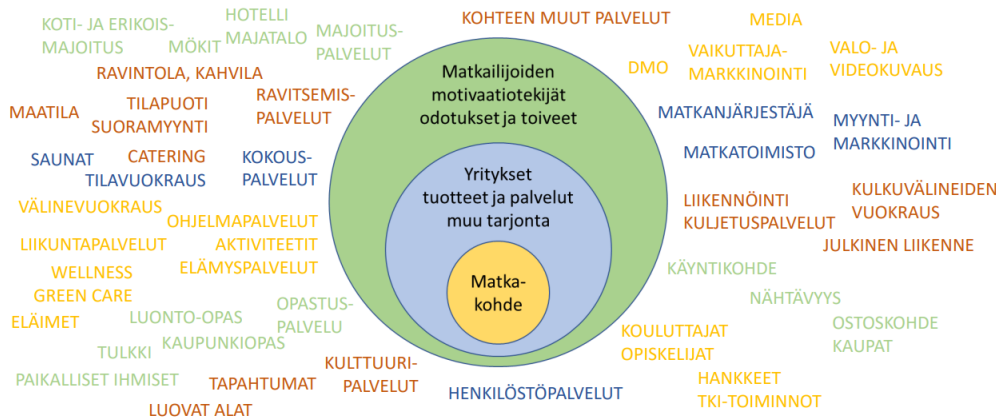 KOTI- JA ERIKOIS-
MAJOITUS
MÖKIT
HOTELLI
MAJATALO
MAJOITUS-
PALVELUT
RAVINTOLA, KAHVILA
MAATILA
TILAPUOTI
SUORAMYYNTI
RAVITSEMIS-
PALVELUT
SAUNAT
CATERING
TILAVUOKRAUS
KOKOUS-
PALVELUT
VÄLINEVUOKRAUS
OHJELMAPALVELUT
LIIKUNTAPALVELUT
AKTIVITEETIT
WELLNESS
ELÄMYSPALVELUT
GREEN CARE
ELÄIMET
LUONTO-OPAS
OPASTUS-
PALVELU
TULKKI
KAUPUNKIOPAS
PAIKALLISET IHMISET
TAPAHTUMAT
KULTTUURI-
PALVELUT
LUOVAT ALAT
Matkailijoiden
motivaatiotekijät
odotukset ja toiveet
Yritykset
tuotteet ja palvelut
muu tarjonta
Matka-
kohde
KOHTEEN MUUT PALVELUT
MEDIA
DMO
VAIKUTTAJA-
MARKKINOINTI
VALO- JA
VIDEOKUVAUS
MATKANJÄRJESTÄJÄ
MYYNTI- JA
MARKKINOINTI
MATKATOIMISTO
LIIKENNÖINTI
KULJETUSPALVELUT
KULKUVÄLINEIDEN
VUOKRAUS
JULKINEN LIIKENNE
KÄYNTIKOHDE
NÄHTÄVYYS
OSTOSKOHDE
KAUPAT
KOULUTTAJAT
OPISKELIJAT
HANKKEET
TKI-TOIMINNOT
HENKILÖSTÖPALVELUT